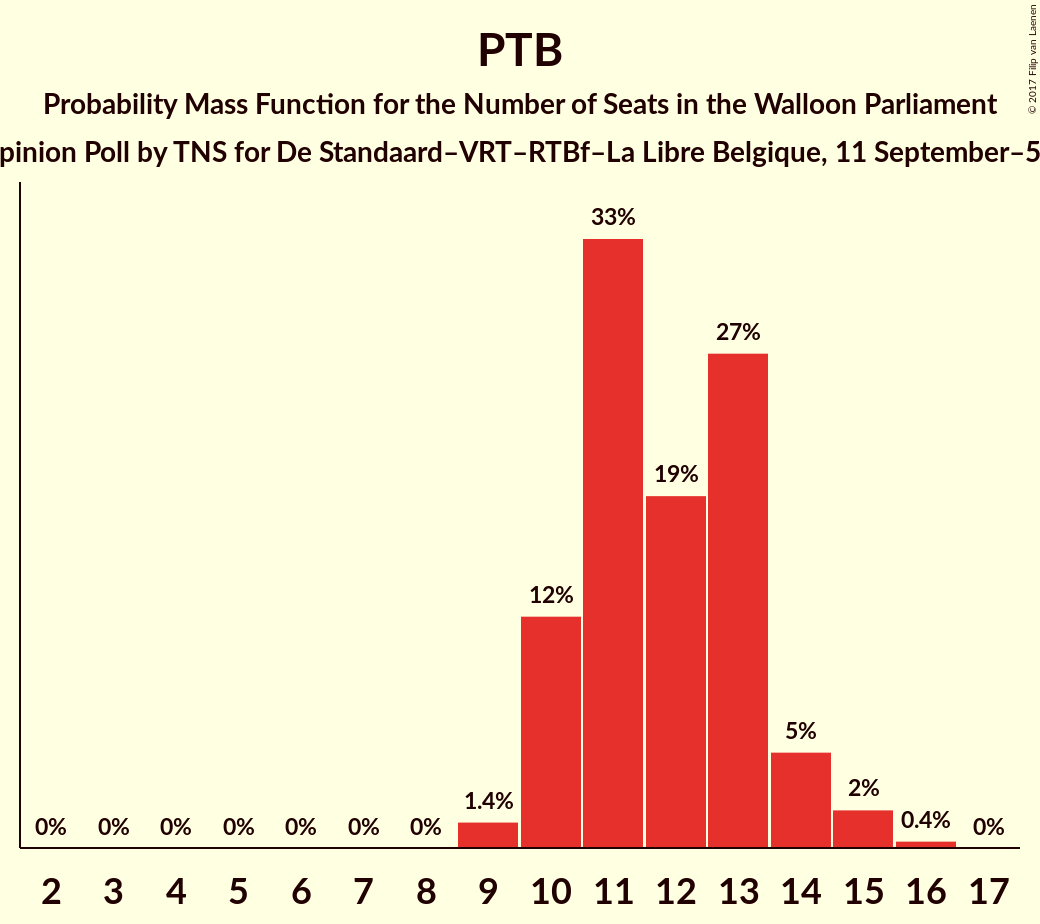 PTB
Probability Mass Function for the Number of Seats in the Walloon Parliament
pinion Poll by TNS for De Standaard–VRT–RTBf–La Libre Belgique, 11 September–5
© 2017 Filip van Laenen
33%
27%
19%
12%
5%
2%
1.4%
0.4%
0% 0% 0% 0% 0% 0% 0% 0%
2 3 4 5 6 7 8 9 10 11 12 13 14 15 16 17